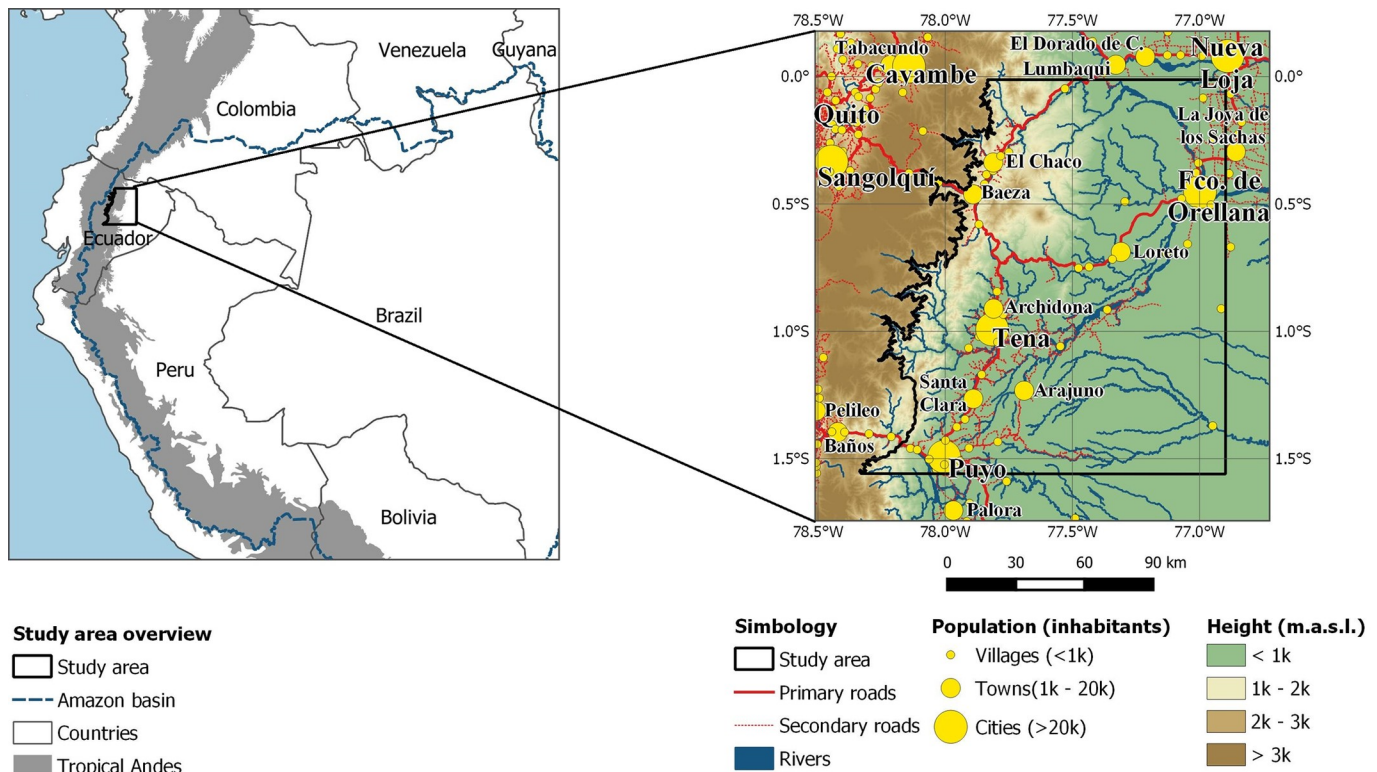 Venezuela
Guyana
Colombia
Ecuador
Brazil
Peru
Bolivia
78.5°W 78.0°W 77.5°W 77.0°W
Tabacundo
El Dorado de C.
Nueva
Loja
Cayambe
Lumbaqui
0.0°
0.0°
Quito
La Joya de
los Sachas
El Chaco
Sangolquí
Baeza
Fco. de
Orellana
0.5°S
0.5°S
Loreto
Archidona
Tena
1.0°S
1.0°S
Santa
Clara
Arajuno
Pelileo
Baños
Puyo
1.5°S
1.5°S
Palora
78.5°W 78.0°W 77.5°W 77.0°W
0 30 60 90 km
Study area overview
Study area
Amazon basin
Countries
Tropical Andes
Simbology
Study area
Primary roads
Secondary roads
Rivers
Population (inhabitants)
Villages (<1k)
Towns(1k - 20k)
Cities (>20k)
Height (m.a.s.l.)
< 1k
1k - 2k
2k - 3k
> 3k